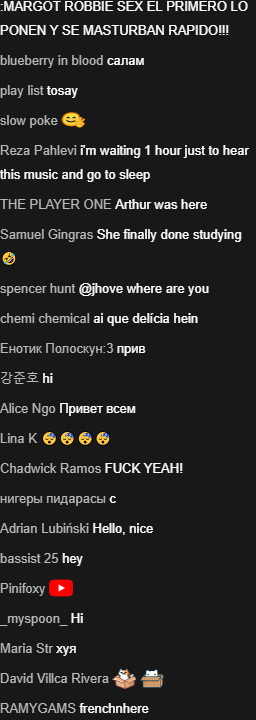 :MARGOT ROBBIE SEX EL PRIMERO LO
PONEN Y SE MASTURBAN RAPIDO!!!
blueberry in blood салам
play list tosay
slow poke
Reza Pahlevi i'm waiting 1 hour just to hear
this music and go to sleep
THE PLAYER ONE Arthur was here
Samuel Gingras She finally done studying
spencer hunt @jhove where are you
chemi chemical ai que delícia hein
Енотик Полоскун:3 прив
강준호 hi
Alice Ngo Привет всем
Lina K
Chadwick Ramos FUCK YEAH!
нигеры пидарасы с
Adrian Lubiński Hello, nice
bassist 25 hey
Pinifoxy
_myspoon_ Hi
Maria Str хуя
David Villca Rivera
RAMYGAMS frenchnhere